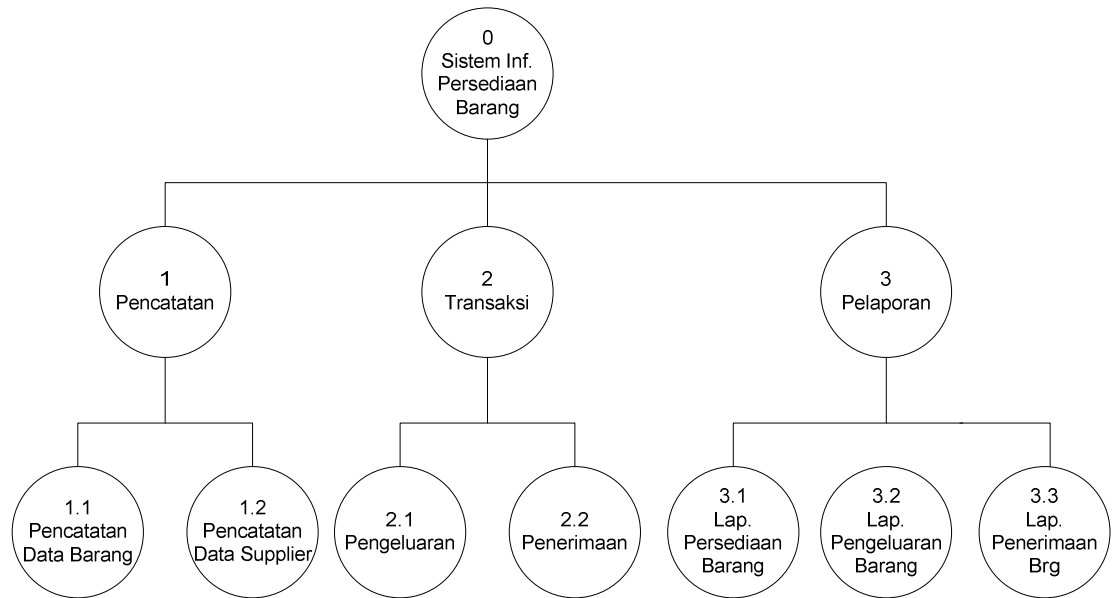 0
Sistem Inf.
Persediaan
Barang
1
Pencatatan
2
Transaksi
3
Pelaporan
1.1
Pencatatan
Data Barang
1.2
Pencatatan
Data Supplier
2.1
Pengeluaran
2.2
Penerimaan
3.1
Lap.
Persediaan
Barang
3.2
Lap.
Pengeluaran
Barang
3.3
Lap.
Penerimaan
Brg